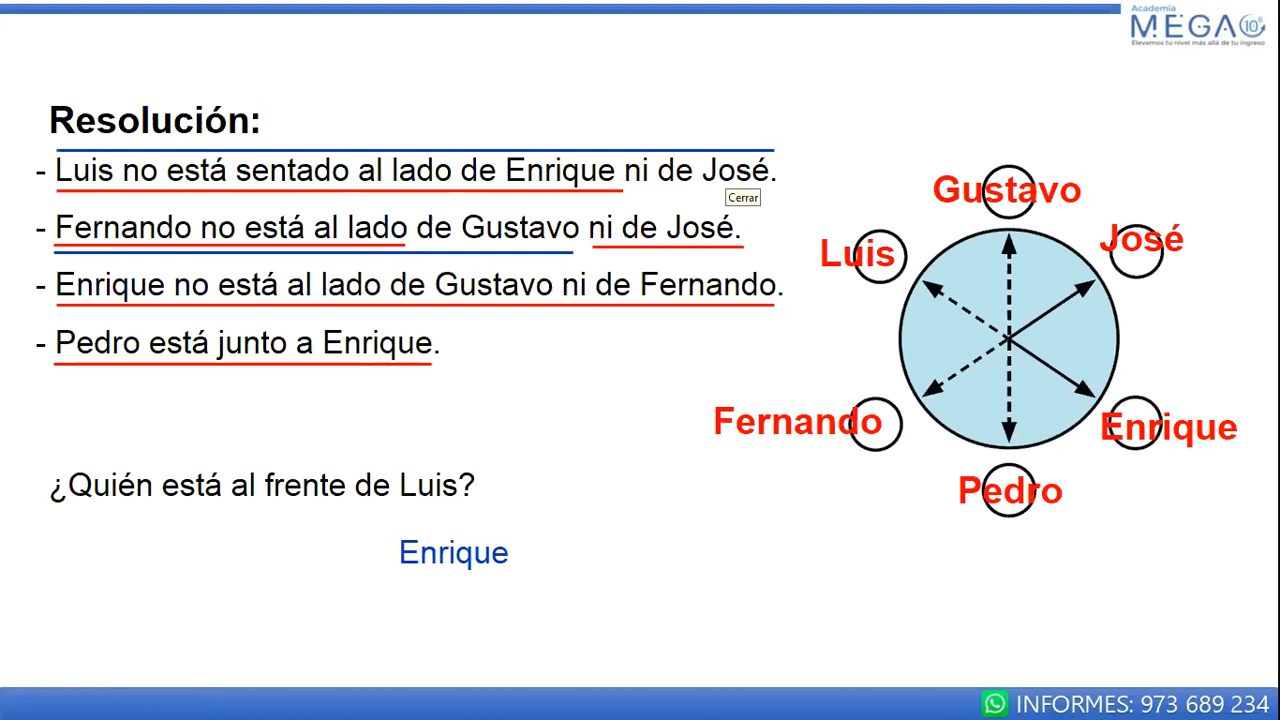 Academia
MEGA 10⁶
Elevamos tu nivel más allá de tu ingreso
Resolución:
- Luis no está sentado al lado de Enrique ni de José.
Cerrar
- Fernando no está al lado de Gustavo ni de José.
- Enrique no está al lado de Gustavo ni de Fernando.
- Pedro está junto a Enrique.
¿Quién está al frente de Luis?
Enrique
Gustavo
Luis
José
Fernando
Enrique
Pedro
INFORMES: 973 689 234